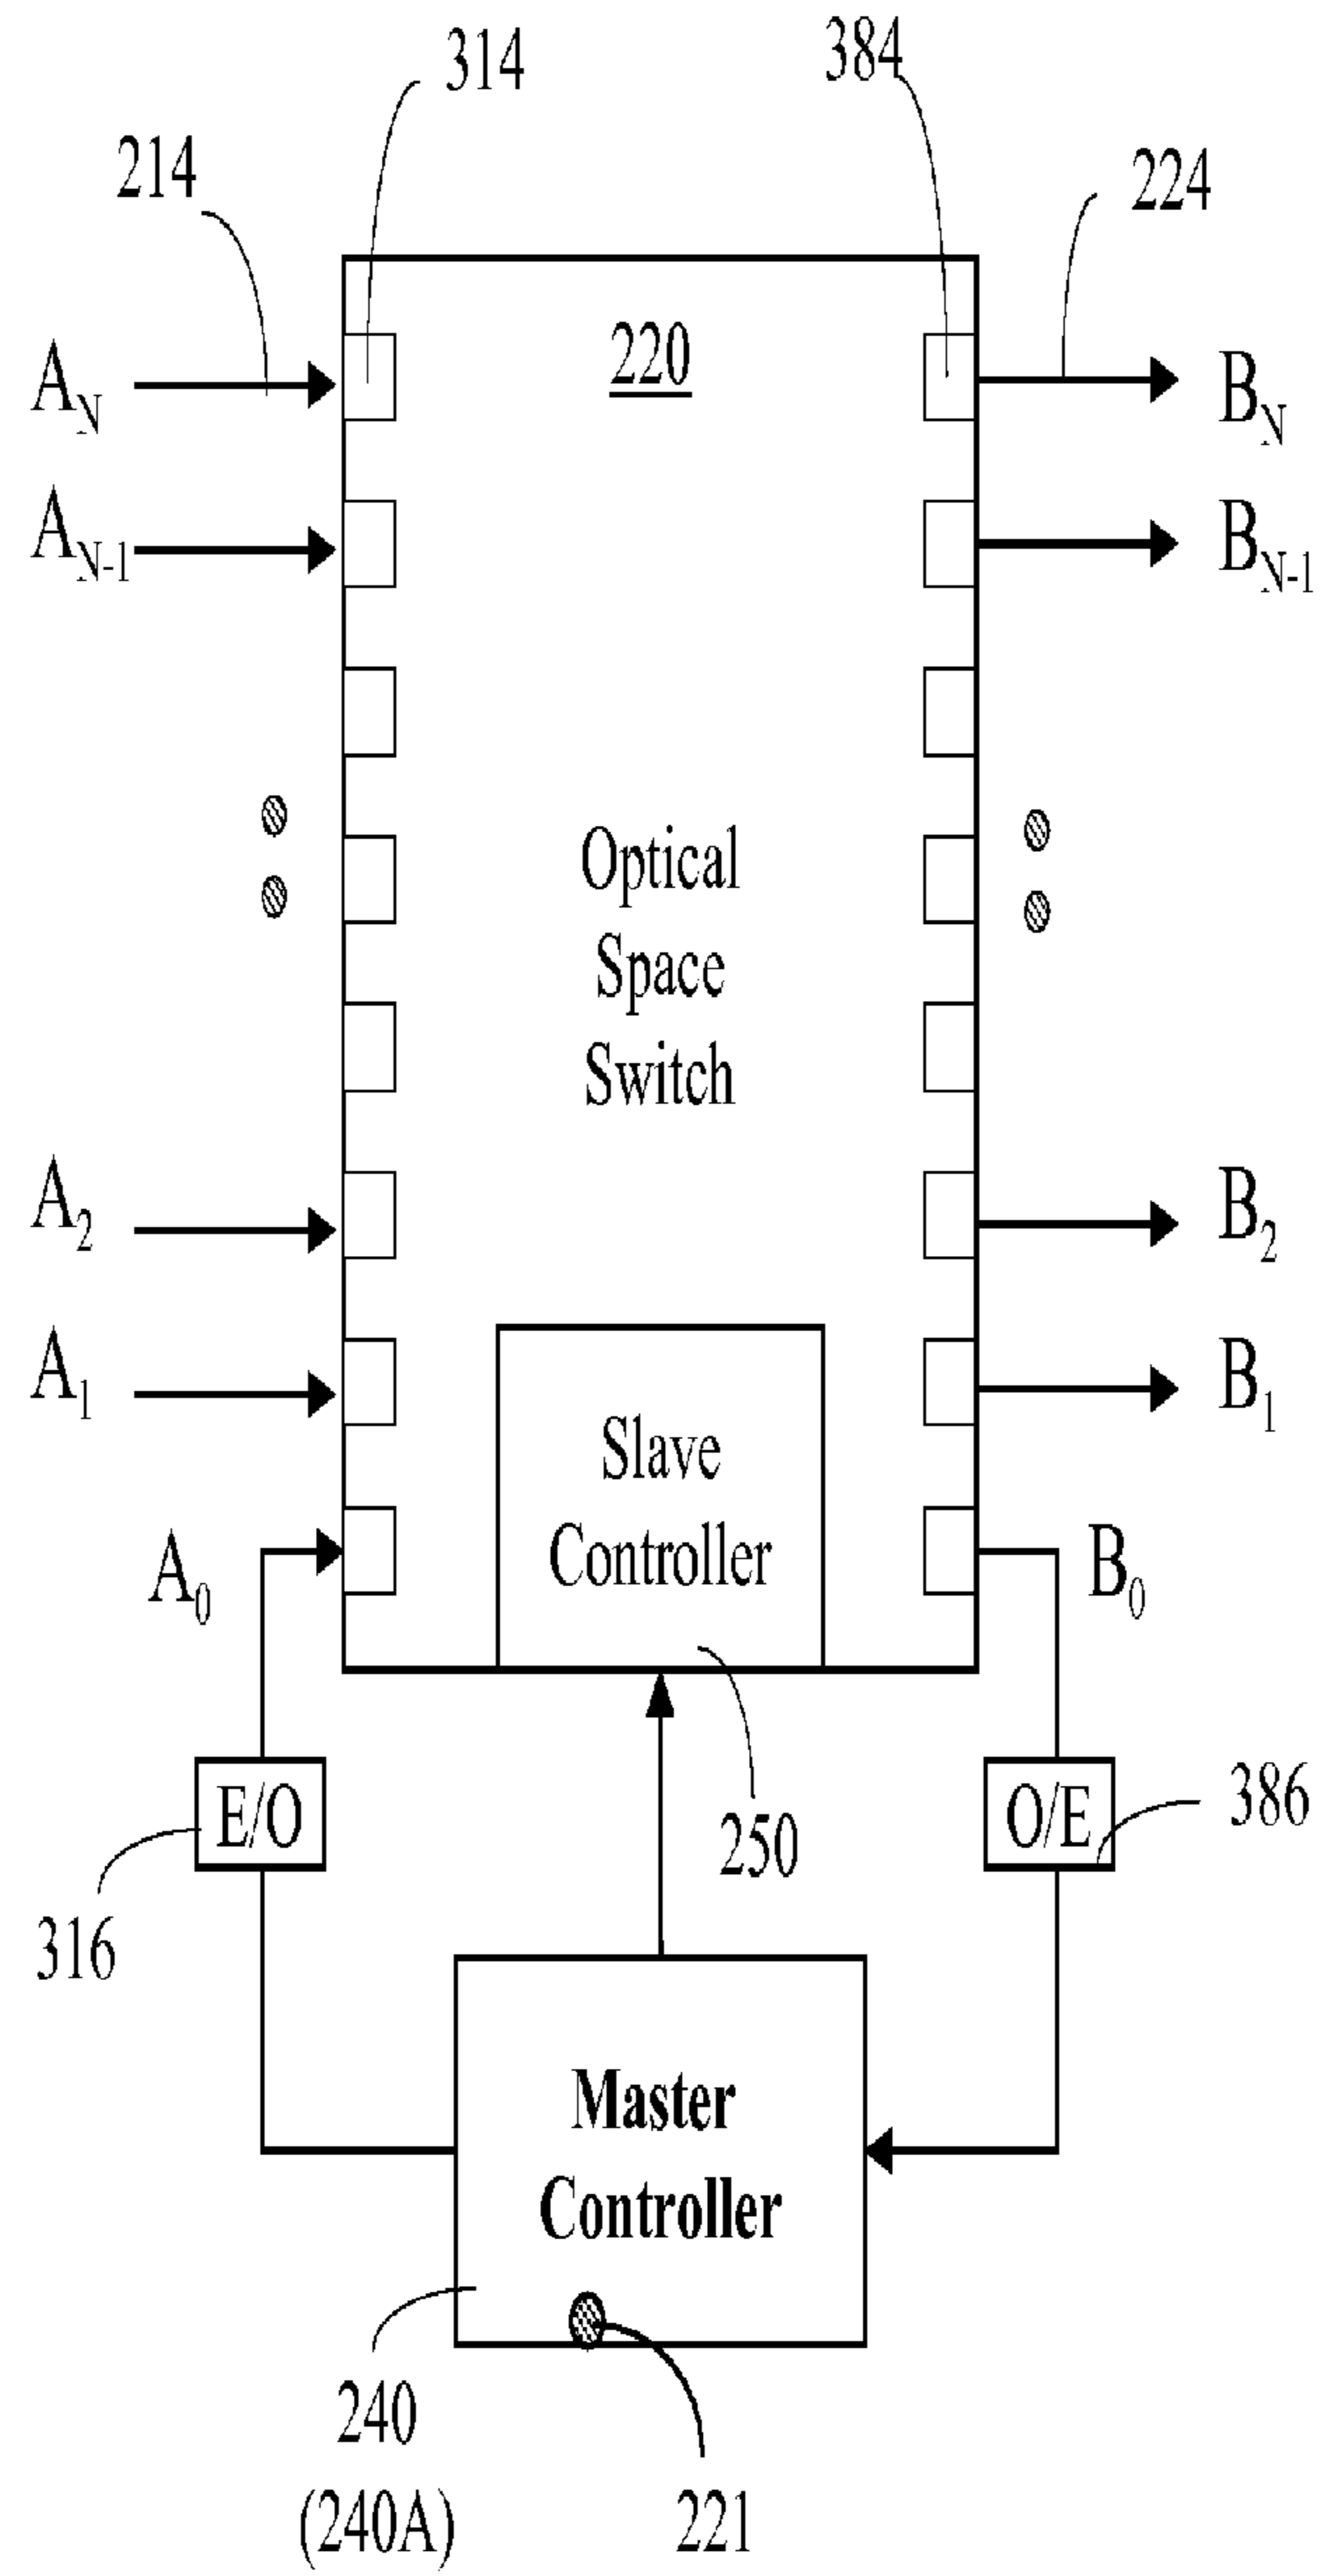 314
384
214
224
220
A_N
B_N
A_N-1
B_N-1
Optical
Space
Switch
A_2
B_2
A_1
B_1
Slave
Controller
A_0
B_0
E/O
O/E
386
250
316
Master
Controller
240
(240A)
221